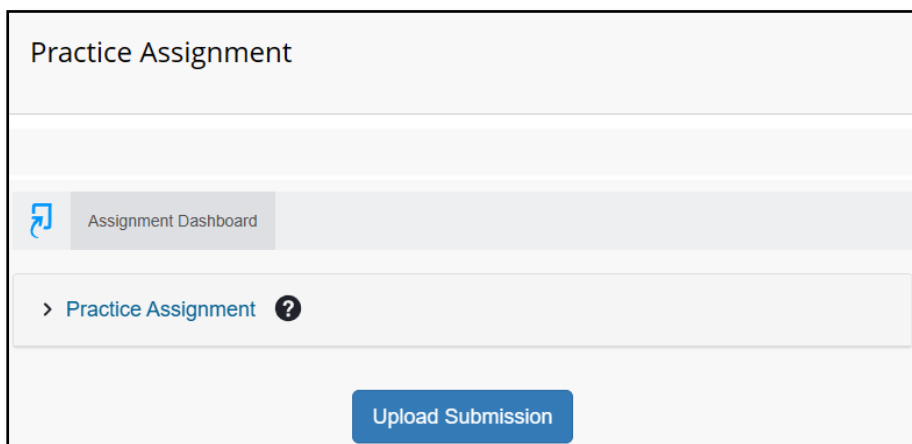 Practice Assignment
Assignment Dashboard
Practice Assignment ?
Upload Submission